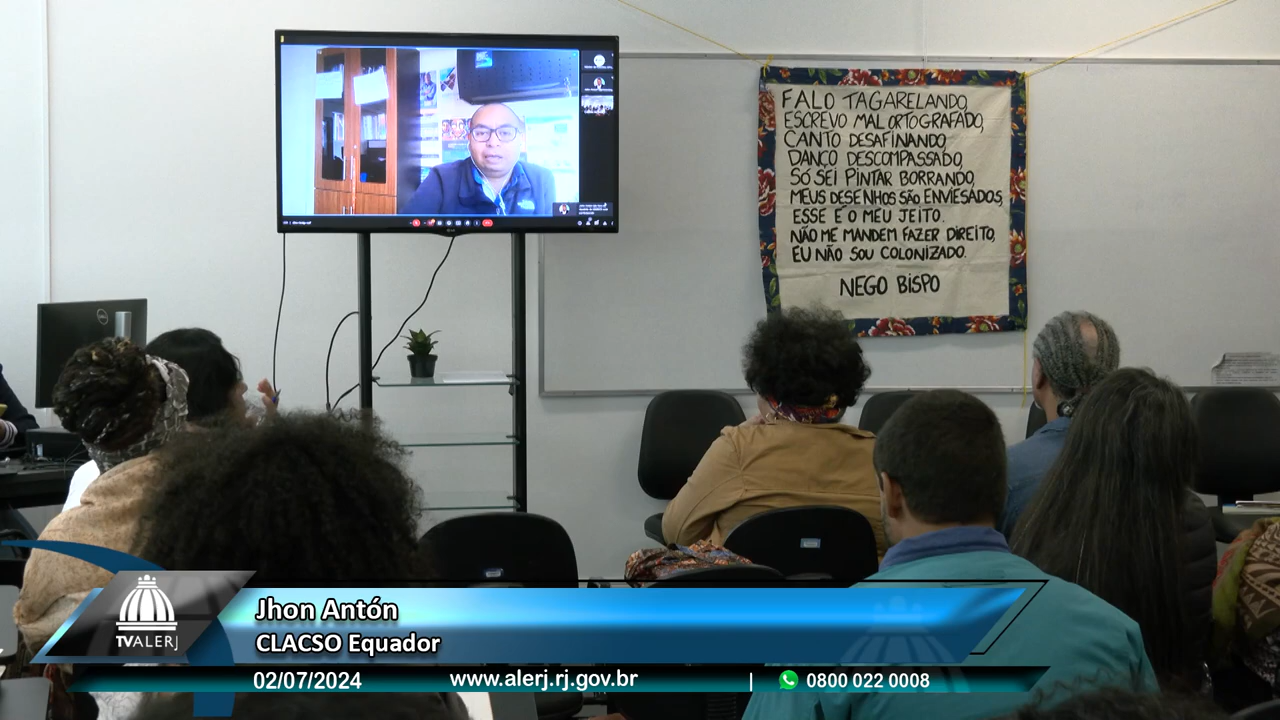 FALO TAGARELANDO,
ESCREVO MAL ORTOGRAFADO,
CANTO DESAFINANDO,
DANÇO DESCOMPASSADO,
SÓ SEI PINTAR BORRANDO,
MEUS DESENHOS SÃO ENVIESADOS,
ESSE É O MEU JEITO.
NÃO ME MANDEM FAZER DIREITO,
EU NÃO SOU COLONIZADO.
NEGO BISPO
DELL
Jhon Antón
CLACSO Equador
TVALERJ
02/07/2024 www.alerj.rj.gov.br | 0800 022 0008